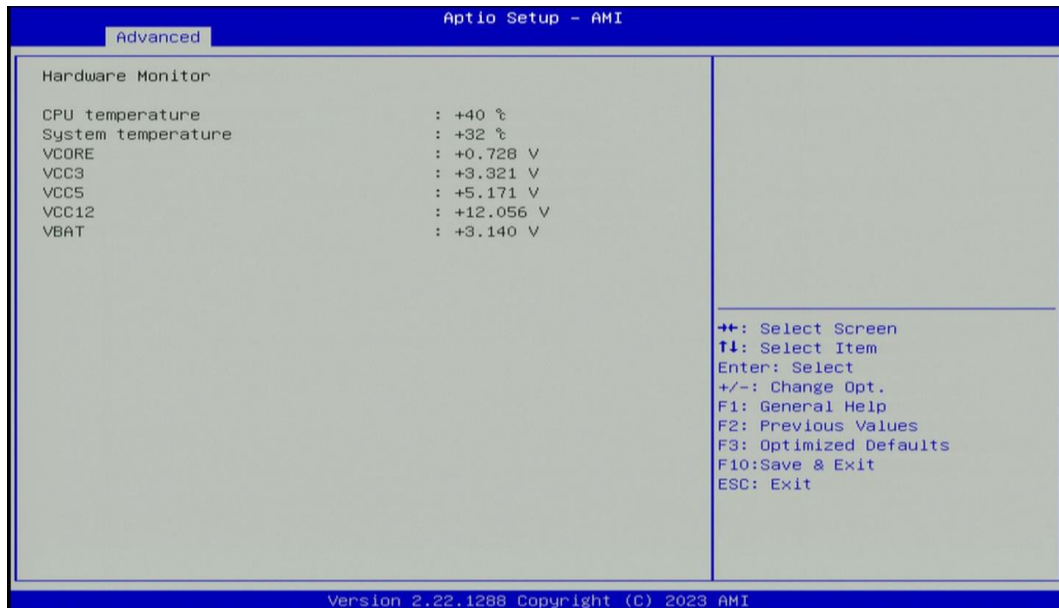 Aptio Setup – AMI
Advanced
Hardware Monitor
CPU temperature : +40 ℃
System temperature : +32 ℃
VCORE : +0.728 V
VCC3 : +3.321 V
VCC5 : +5.171 V
VCC12 : +12.056 V
VBAT : +3.140 V
→←: Select Screen
↑↓: Select Item
Enter: Select
+/-: Change Opt.
F1: General Help
F2: Previous Values
F3: Optimized Defaults
F10:Save & Exit
ESC: Exit
Version 2.22.1288 Copyright (C) 2023 AMI